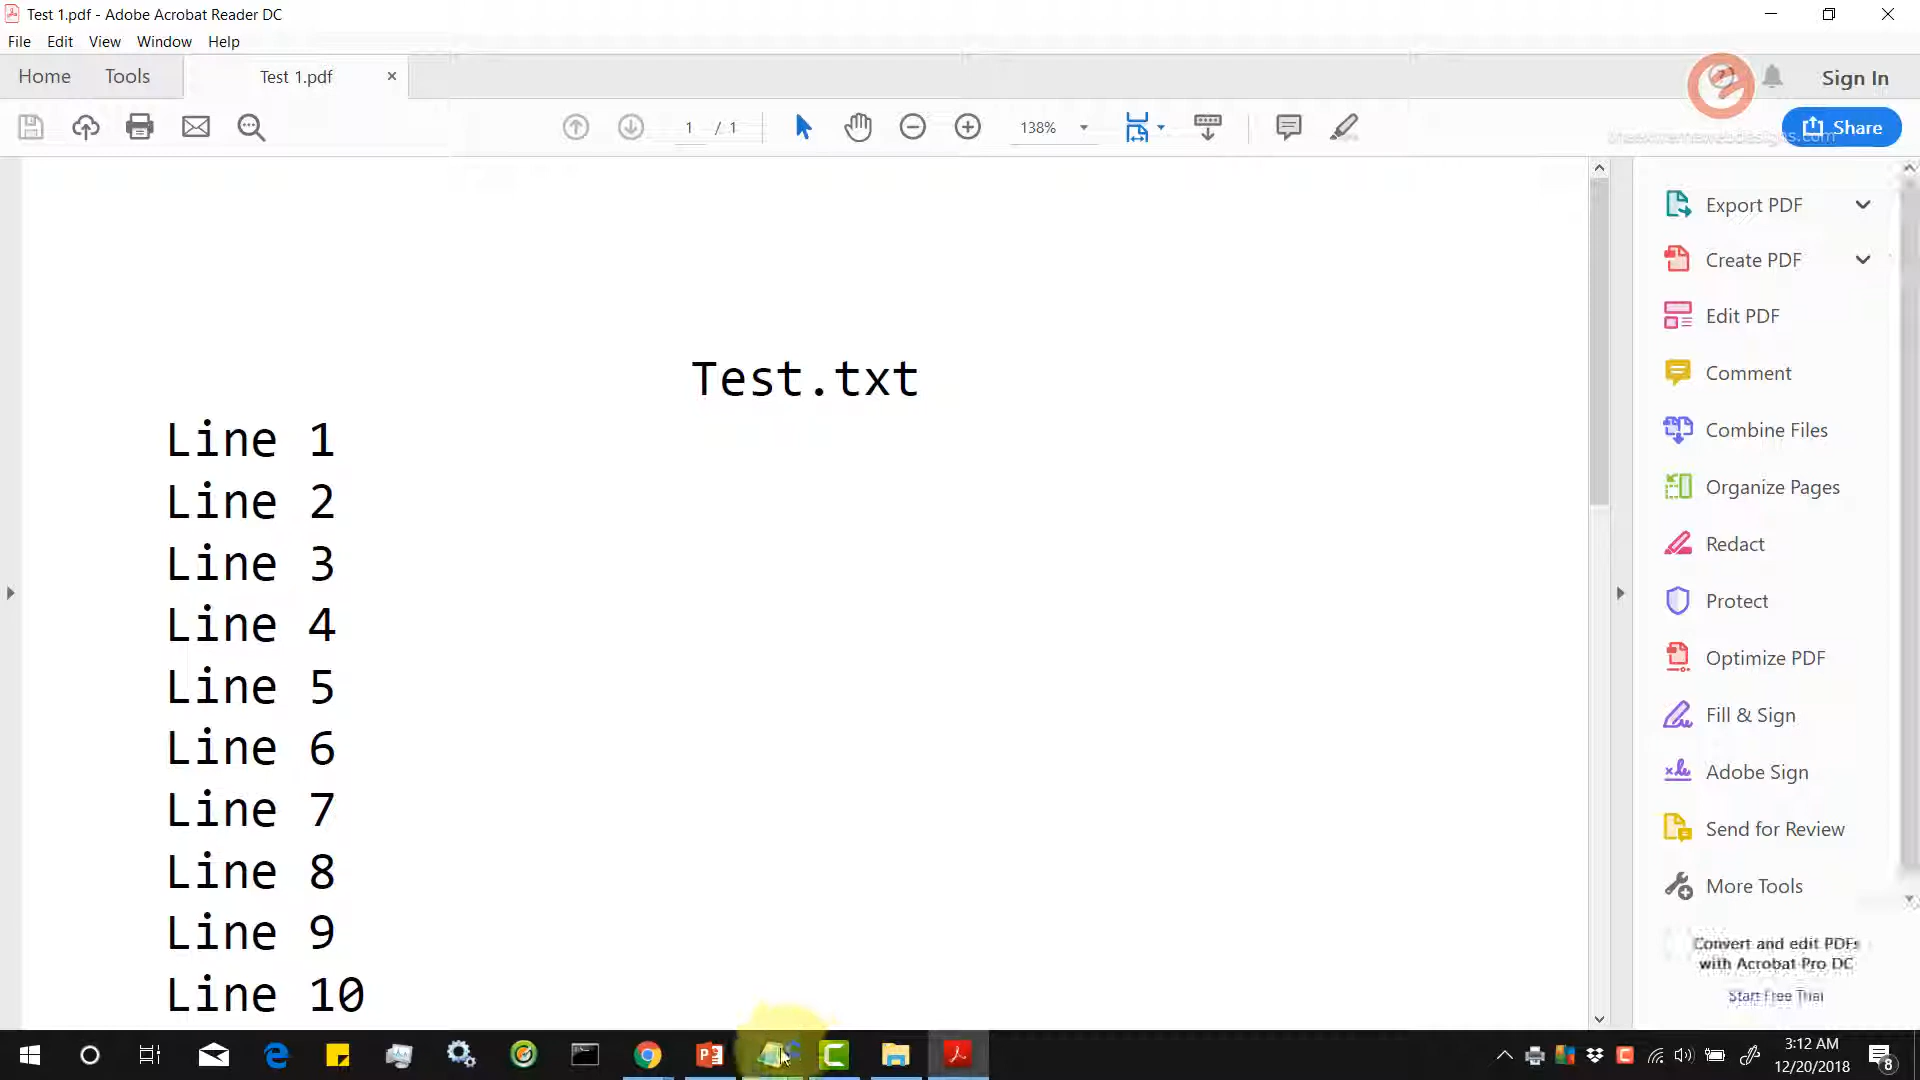 Test 1.pdf - Adobe Acrobat Reader DC
File Edit View Window Help
Home Tools Test 1.pdf Sign In
1 / 1 138% Share
Test.txt
Line 1
Line 2
Line 3
Line 4
Line 5
Line 6
Line 7
Line 8
Line 9
Line 10
Export PDF
Create PDF
Edit PDF
Comment
Combine Files
Organize Pages
Redact
Protect
Optimize PDF
Fill & Sign
Adobe Sign
Send for Review
More Tools
Convert and edit PDFs
with Acrobat Pro DC
Start Free Trial
3:12 AM
12/20/2018
8